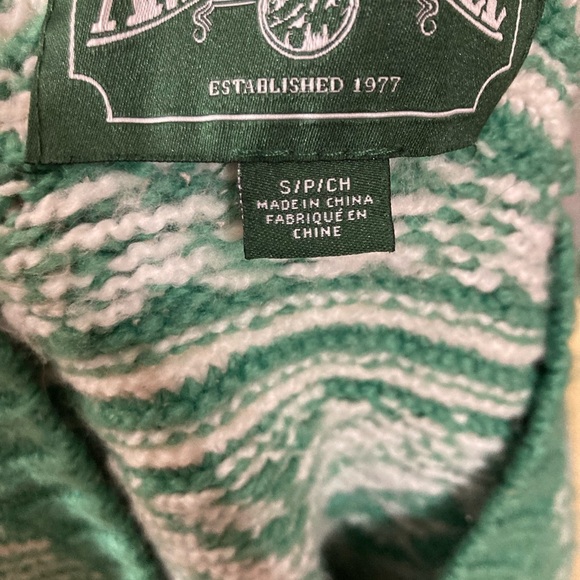 ESTABLISHED 1977
S/P/CH
MADE IN CHINA
FABRIQUÉ EN
CHINE